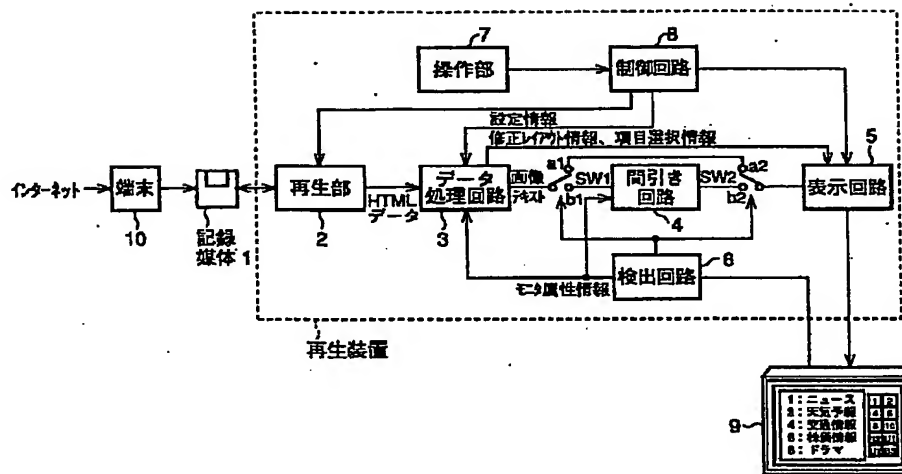 7
操作部
8
制御回路
設定情報
修正レイアウト情報、項目選択情報
5
インターネット
端末
10
記録
媒体 1
再生部
2
HTML
データ
データ
処理回路
3
画像
テキスト
a1
SW1
b1
間引き
回路
4
a2
SW2
b2
表示回路
6
検出回路
モニタ属性情報
再生装置
9
1：ニュース
2：天気予報
4：交通情報
6：株価情報
8：ドラマ
1 2
4 6
8 10